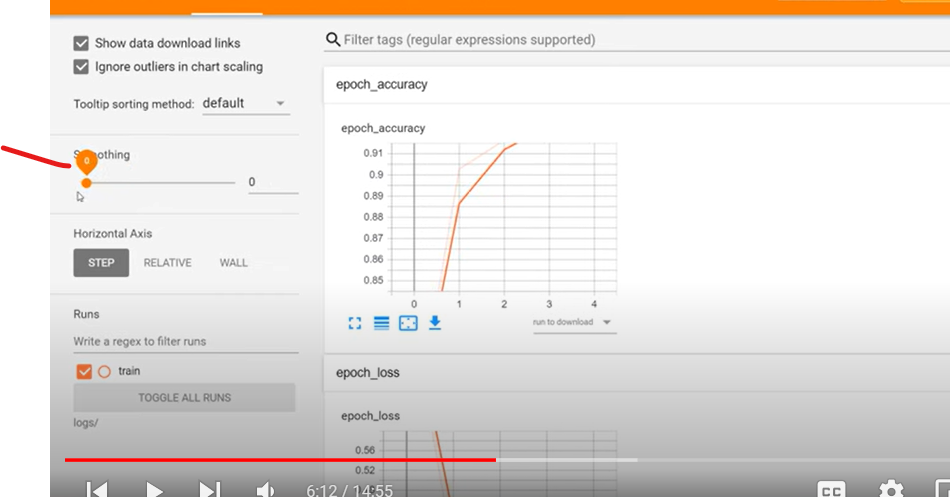 Show data download links
Filter tags (regular expressions supported)
Ignore outliers in chart scaling
epoch_accuracy
Tooltip sorting method: default
epoch_accuracy
Smoothing
0
0
0.91
0.9
0.89
0.88
0.87
0.86
0.85
0 1 2 3 4
Horizontal Axis
STEP RELATIVE WALL
run to download
Runs
Write a regex to filter runs
train
TOGGLE ALL RUNS
logs/
epoch_loss
epoch_loss
0.56
0.52
6:12 / 14:55
CC